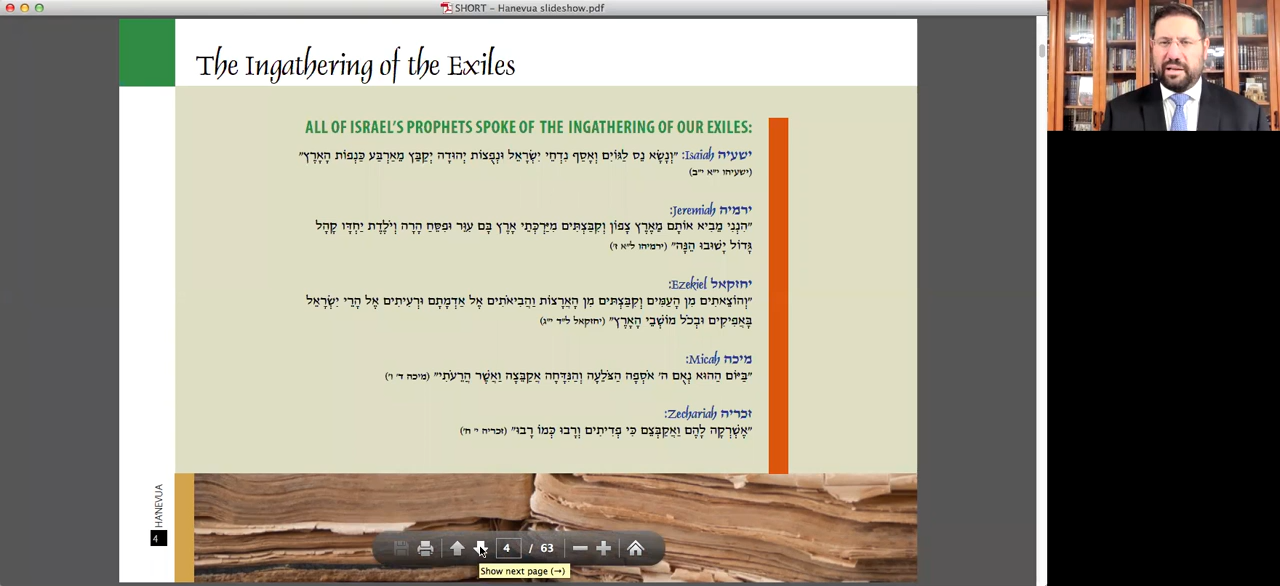 SHORT - Hanevua slideshow.pdf
The Ingathering of the Exiles
ALL OF ISRAEL'S PROPHETS SPOKE OF THE INGATHERING OF OUR EXILES:
ישעיה Isaiah: "וְנָשָׂא נֵס לַגּוֹיִם וְאָסַף נִדְחֵי יִשְׂרָאֵל וּנְפֻצוֹת יְהוּדָה יְקַבֵּץ מֵאַרְבַּע כַּנְפוֹת הָאָרֶץ"
(ישעיהו י"א י"ב)
ירמיה Jeremiah:
"הִנְנִי מֵבִיא אוֹתָם מֵאֶרֶץ צָפוֹן וְקִבַּצְתִּים מִיַּרְכְּתֵי אָרֶץ בָּם עִוֵּר וּפִסֵּחַ הָרָה וְיֹלֶדֶת יַחְדָּו קָהָל
גָּדוֹל יָשׁוּבוּ הֵנָּה" (ירמיהו ל"א ז')
יחזקאל Ezekiel:
"וְהוֹצֵאתִים מִן הָעַמִּים וְקִבַּצְתִּים מִן הָאֲרָצוֹת וַהֲבִיאֹתִים אֶל אַדְמָתָם וּרְעִיתִים אֶל הָרֵי יִשְׂרָאֵל
בָּאֲפִיקִים וּבְכֹל מוֹשְׁבֵי הָאָרֶץ" (יחזקאל ל"ד י"ג)
מיכה Micah:
"בַּיּוֹם הַהוּא נְאֻם ה' אֹסְפָה הַצֹּלֵעָה וְהַנִּדָּחָה אֲקַבֵּצָה וַאֲשֶׁר הֲרֵעֹתִי" (מיכה ד' ו')
זכריה Zechariah:
"אֶשְׁרְקָה לָהֶם וַאֲקַבְּצֵם כִּי פְדִיתִים וְרָבוּ כְּמוֹ רָבוּ" (זכריה י' ח')
HANEVUA
4
4 / 63
Show next page (→)